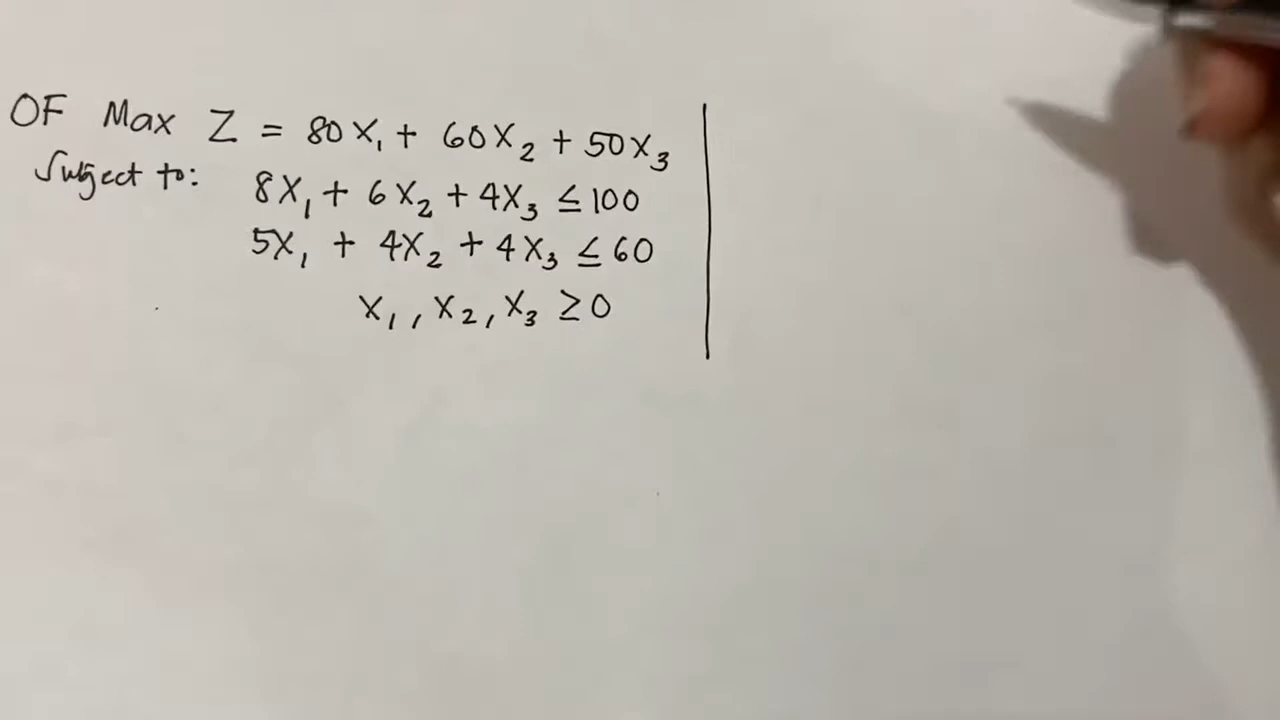 OF Max Z = 80X₁ + 60X₂ + 50X₃
Subject to: 8X₁ + 6X₂ + 4X₃ ≤ 100
5X₁ + 4X₂ + 4X₃ ≤ 60
X₁, X₂, X₃ ≥ 0